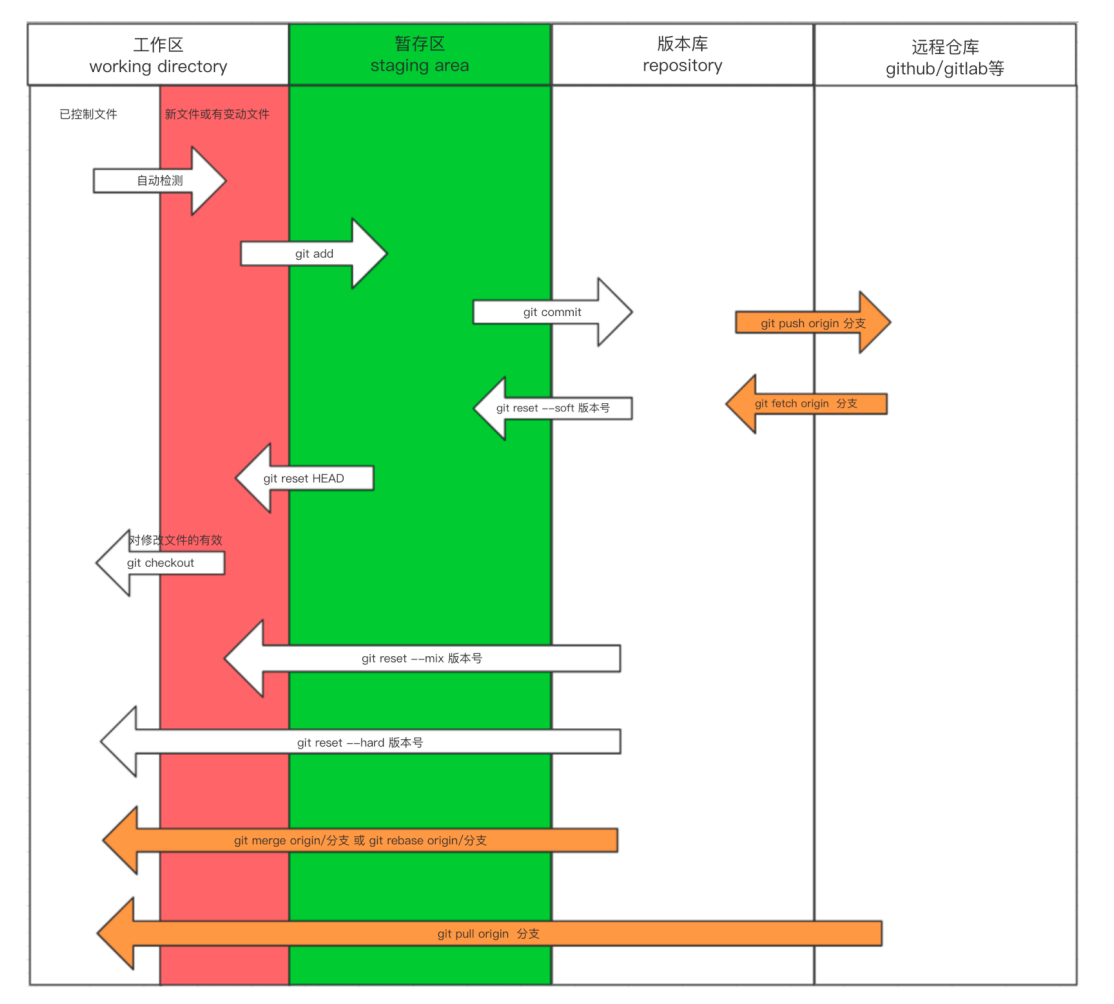 工作区
working directory
暂存区
staging area
版本库
repository
远程仓库
github/gitlab等
已控制文件
新文件或有变动文件
自动检测
git add
git commit
git push origin 分支
git reset --soft 版本号
git fetch origin 分支
git reset HEAD
对修改文件的有效
git checkout
git reset --mix 版本号
git reset --hard 版本号
git merge origin/分支 或 git rebase origin/分支
git pull origin 分支